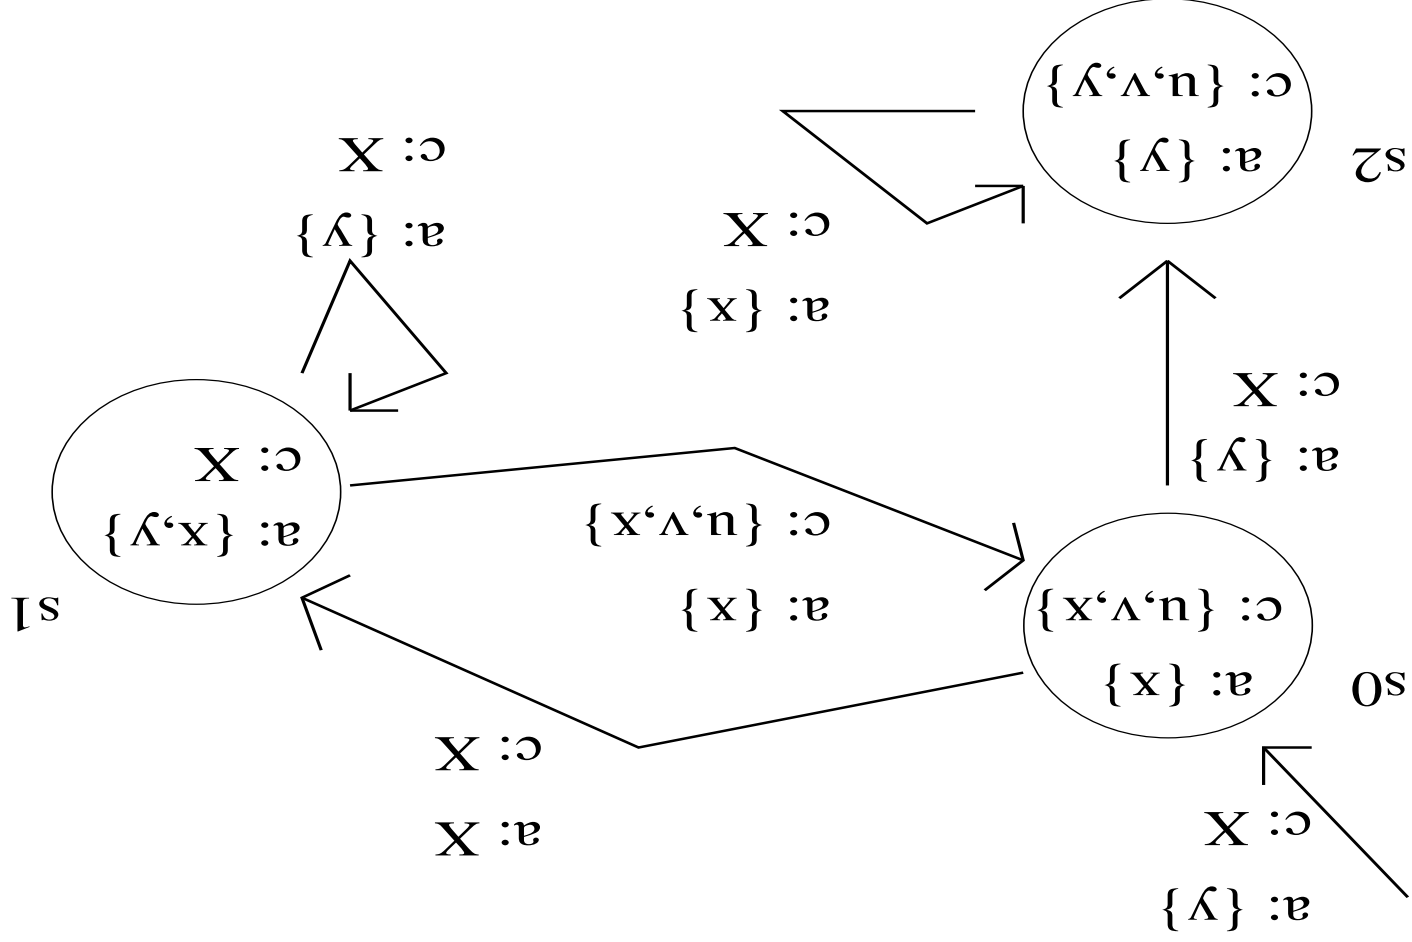 a: {y}
c: X
s0
a: {x}
c: {u,v,x}
a: X
c: X
s1
a: {x,y}
c: X
a: {x}
c: {u,v,x}
a: {y}
c: X
a: {y}
c: X
a: {x}
c: X
s2
a: {y}
c: {u,v,y}